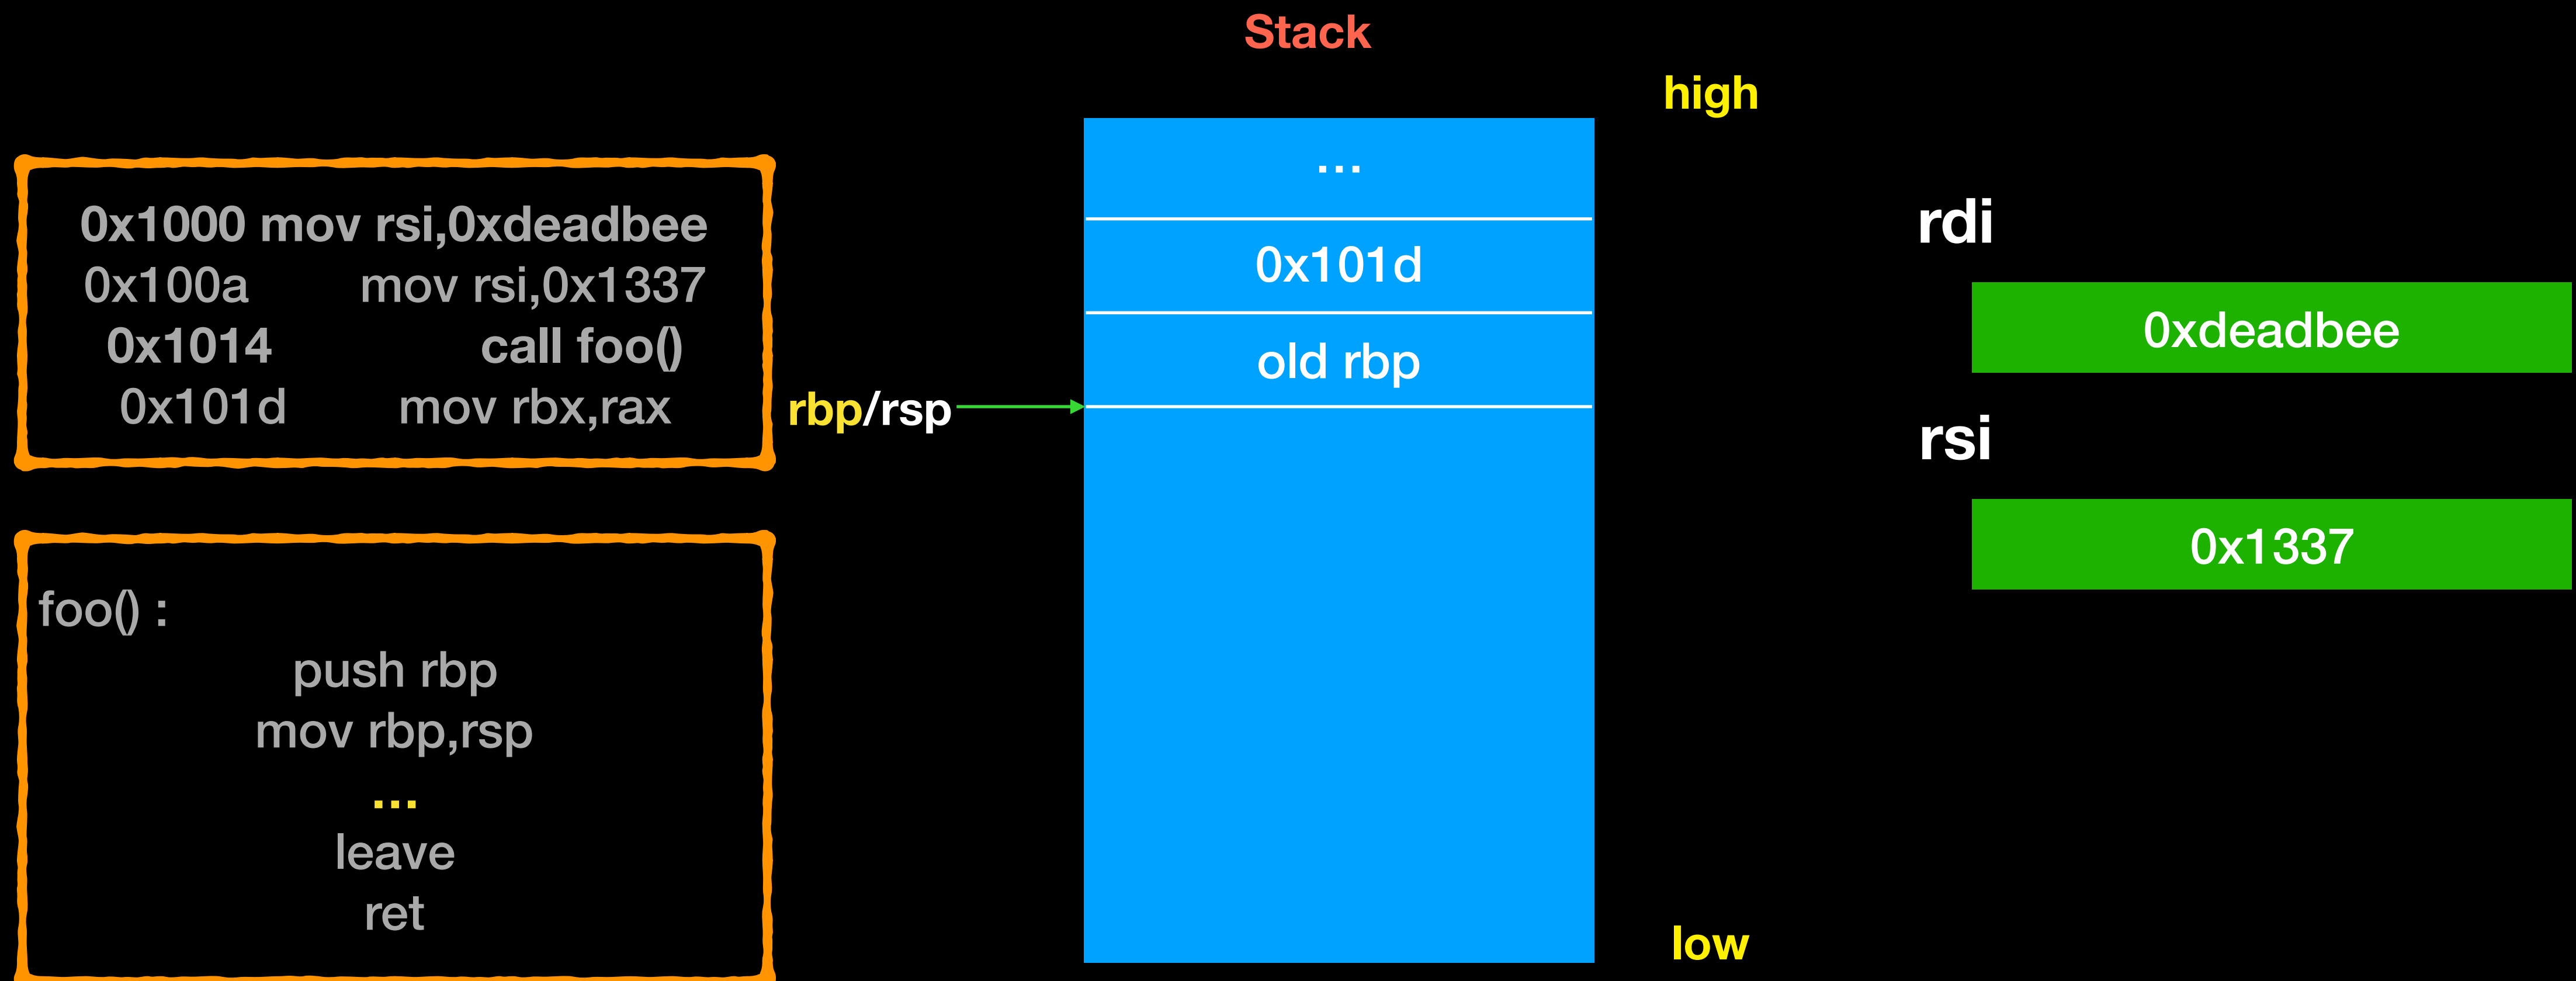 Stack
high
0x1000 mov rsi,0xdeadbee
0x100a mov rsi,0x1337
0x1014 call foo()
0x101d mov rbx,rax
foo() :
push rbp
mov rbp,rsp
...
leave
ret
rbp/rsp
...
0x101d
old rbp
low
rdi
0xdeadbee
rsi
0x1337